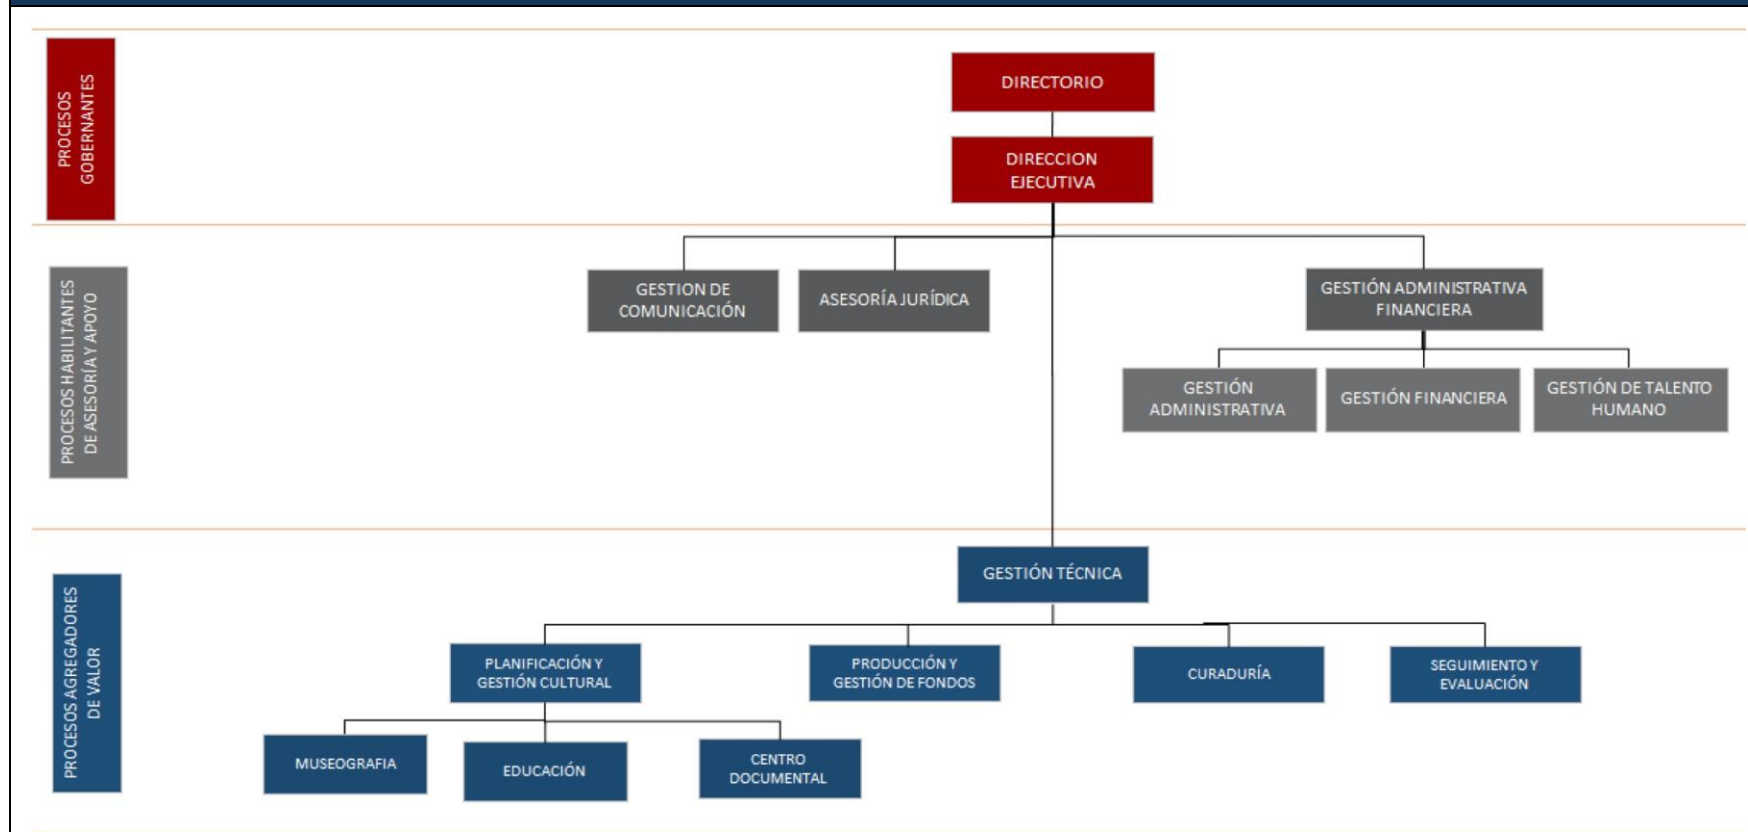 PROCESOS
GOBERNANTES
DIRECTORIO
DIRECCION
EJECUTIVA
PROCESOS HABILITANTES
DE ASESORÍA Y APOYO
GESTION DE
COMUNICACIÓN
ASESORÍA JURÍDICA
GESTIÓN ADMINISTRATIVA
FINANCIERA
GESTIÓN
ADMINISTRATIVA
GESTIÓN FINANCIERA
GESTIÓN DE TALENTO
HUMANO
PROCESOS AGREGADORES
DE VALOR
GESTIÓN TÉCNICA
PLANIFICACIÓN Y
GESTIÓN CULTURAL
PRODUCCIÓN Y
GESTIÓN DE FONDOS
CURADURÍA
SEGUIMIENTO Y
EVALUACIÓN
MUSEOGRAFIA
EDUCACIÓN
CENTRO
DOCUMENTAL